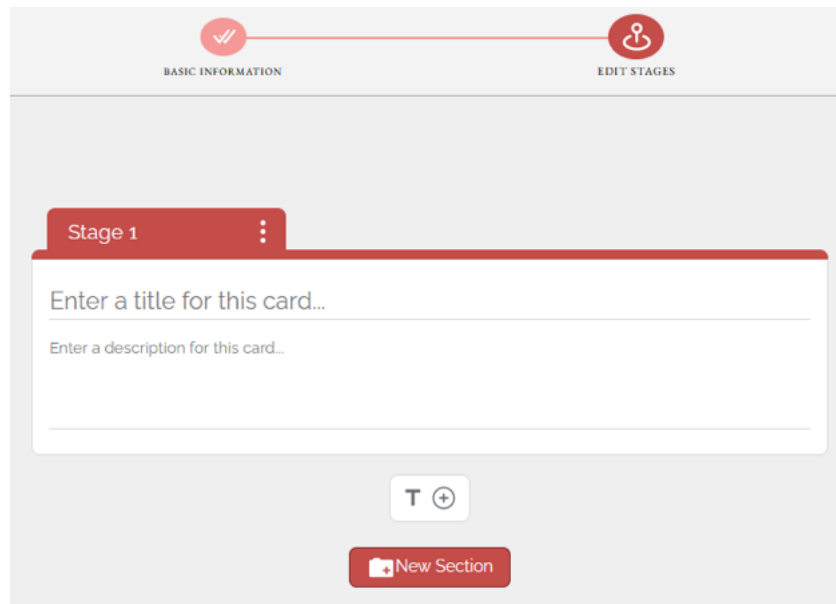 BASIC INFORMATION
EDIT STAGES
Stage 1
Enter a title for this card...
Enter a description for this card...
T
New Section